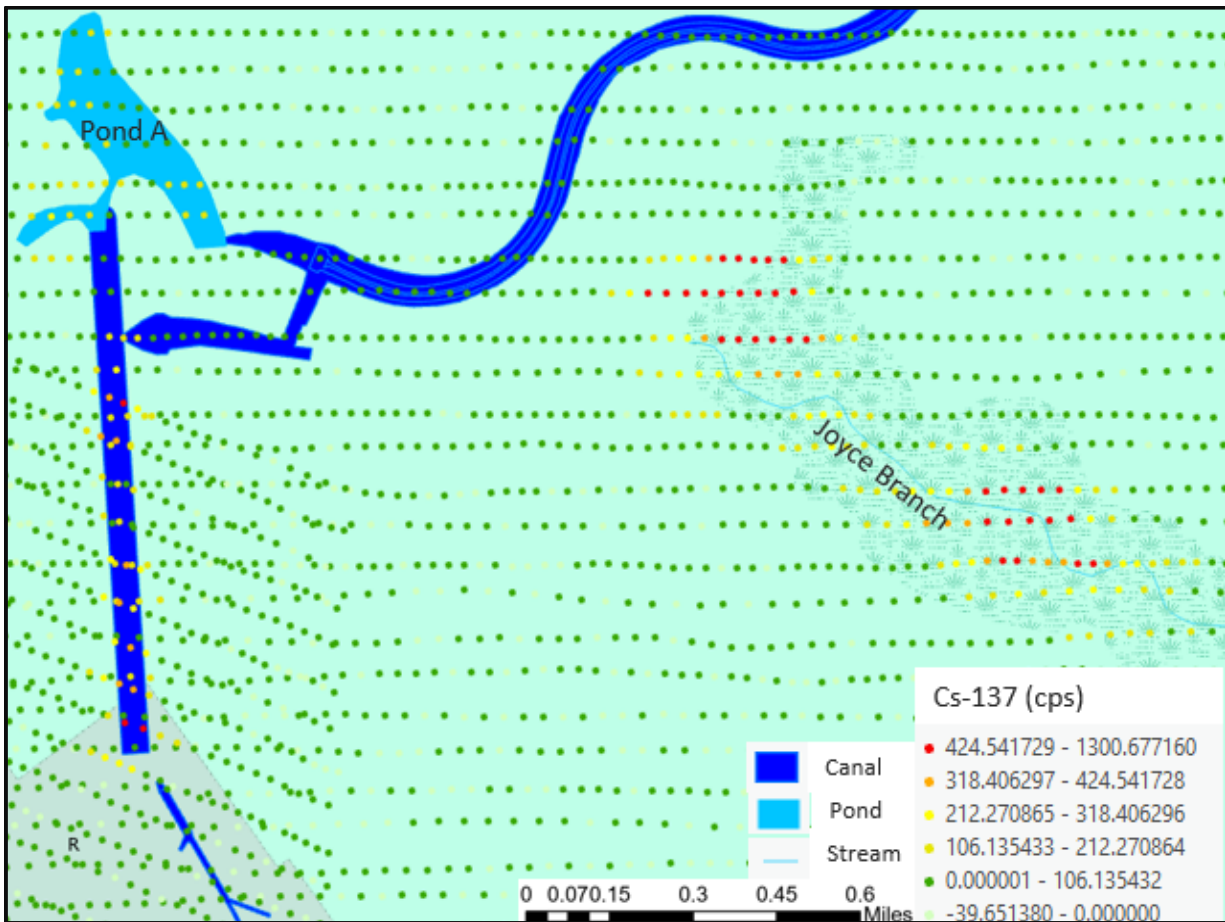 Pond A
Joyce Branch
R
Canal
Pond
Stream
Cs-137 (cps)
424.541729 - 1300.677160
318.406297 - 424.541728
212.270865 - 318.406296
106.135433 - 212.270864
0.000001 - 106.135432
-39.651380 - 0.000000
0 0.070.15 0.3 0.45 0.6
Miles